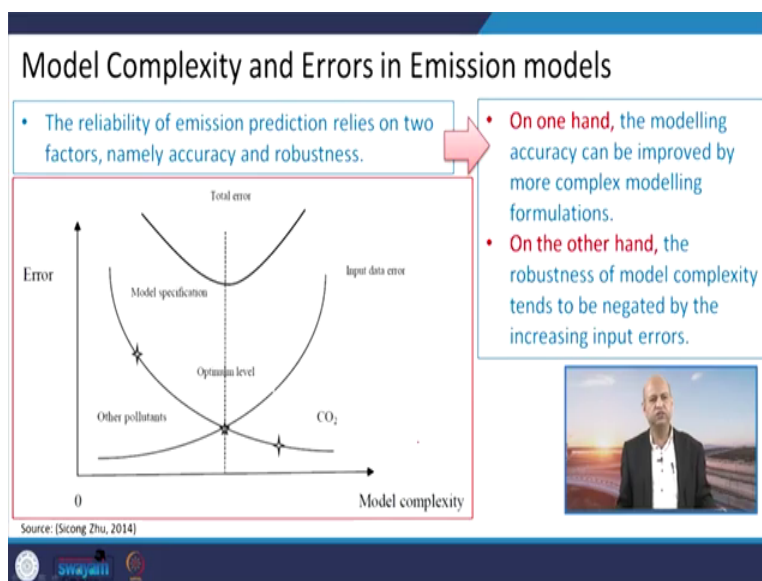 Model Complexity and Errors in Emission models
• The reliability of emission prediction relies on two
factors, namely accuracy and robustness.
• On one hand, the modelling
accuracy can be improved by
more complex modelling
formulations.
• On the other hand, the
robustness of model complexity
tends to be negated by the
increasing input errors.
Total error
Error
Input data error
Model specification
Optimum level
Other pollutants
CO₂
0
Model complexity
Source: (Sicong Zhu, 2014)
swayam